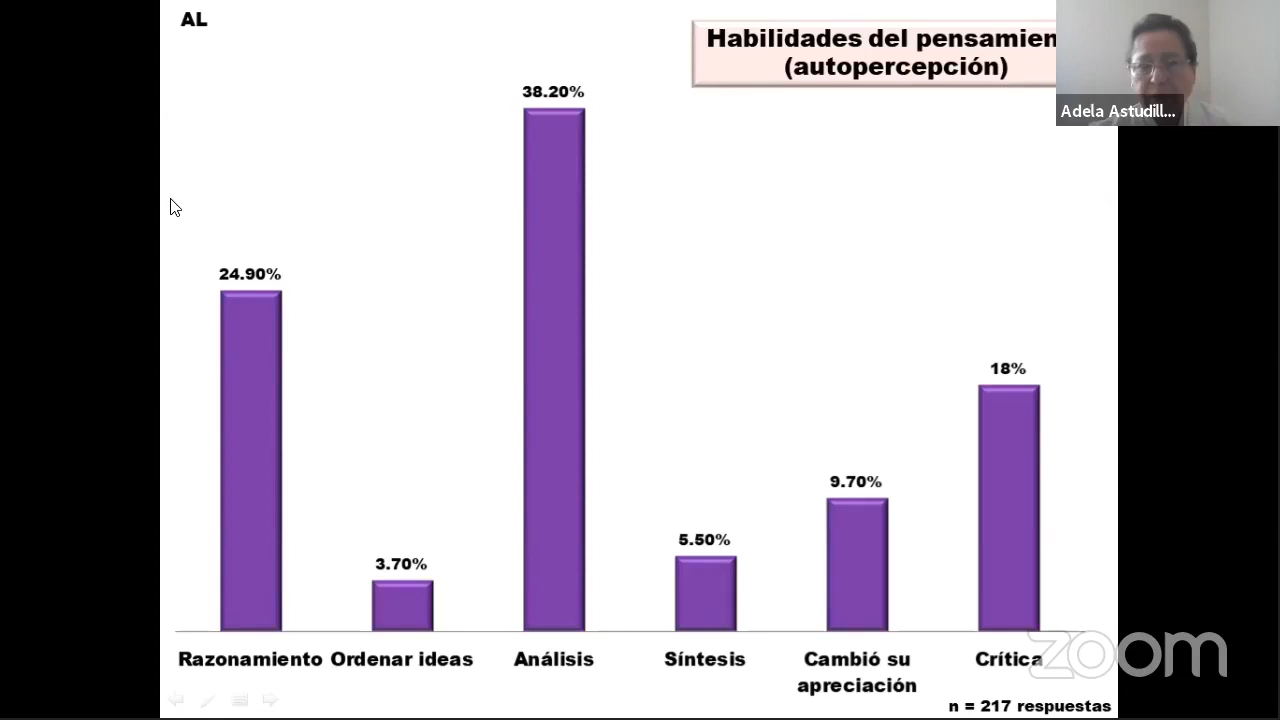 AL
Habilidades del pensamien
(autopercepción)
Adela Astudill...
38.20%
24.90%
18%
9.70%
5.50%
3.70%
Razonamiento Ordenar ideas Análisis Síntesis Cambió su apreciación Crítica
zoom
n = 217 respuestas